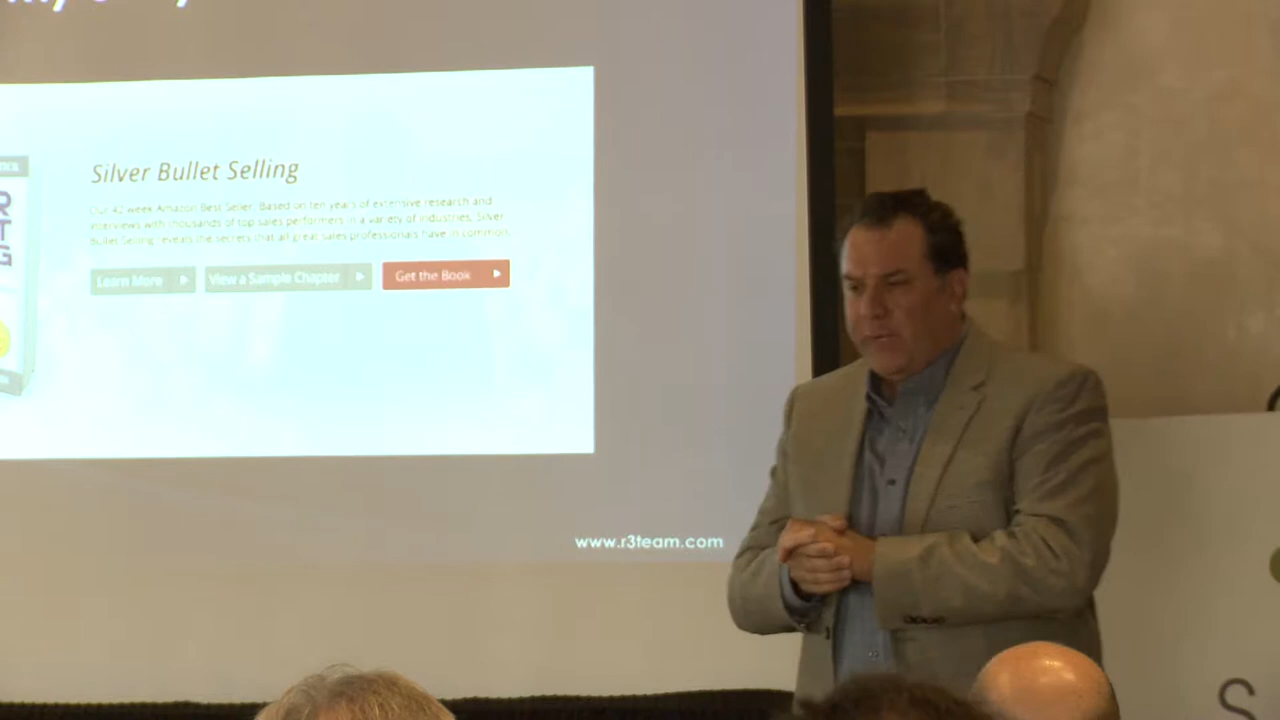 Silver Bullet Selling
Our 42 week Amazon Best Seller. Based on ten years of extensive research and
interviews with thousands of top sales performers in a variety of industries, Silver
Bullet Selling reveals the secrets that all great sales professionals have in common.
Learn More
View a Sample Chapter
Get the Book
www.r3team.com